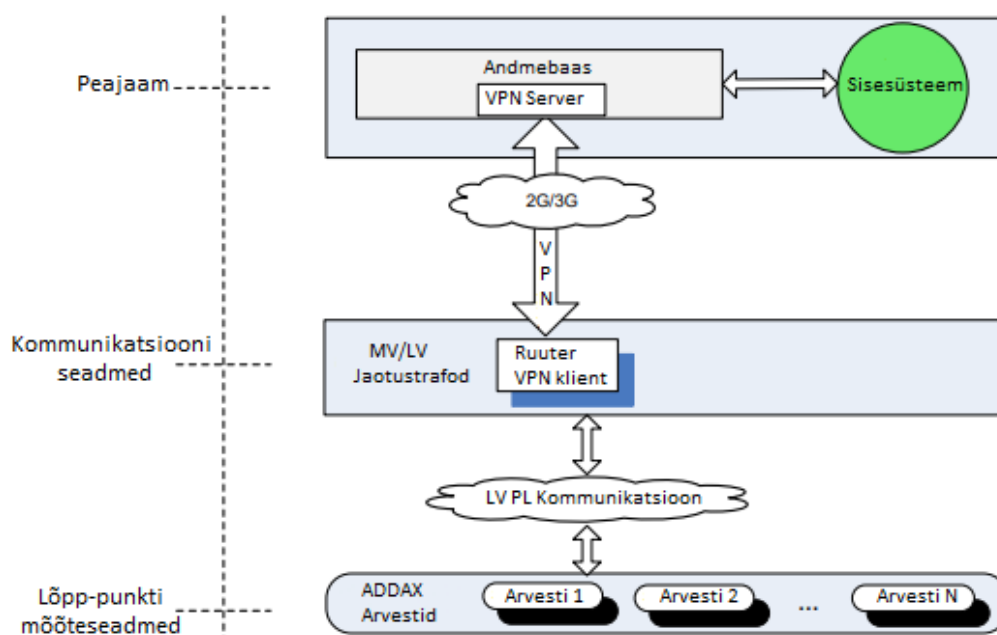 Peajaam
Andmebaas
VPN Server
Sisesüsteem
2G/3G
V
P
N
Kommunikatsiooni
seadmed
MV/LV
Jaotustrafod
Ruuter
VPN klient
LV PL Kommunikatsioon
Lõpp-punkti
mõõteseadmed
ADDAX
Arvestid
Arvesti 1
Arvesti 2
...
Arvesti N